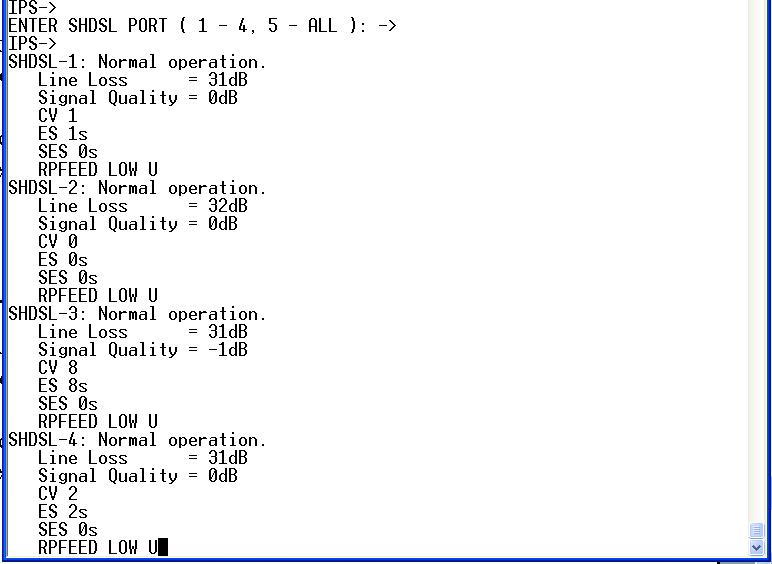 IPS->
ENTER SHDSL PORT ( 1 - 4, 5 - ALL ): ->
IPS->
SHDSL-1: Normal operation.
Line Loss = 31dB
Signal Quality = 0dB
CV 1
ES 1s
SES 0s
RPFEED LOW U
SHDSL-2: Normal operation.
Line Loss = 32dB
Signal Quality = 0dB
CV 0
ES 0s
SES 0s
RPFEED LOW U
SHDSL-3: Normal operation.
Line Loss = 31dB
Signal Quality = -1dB
CV 8
ES 8s
SES 0s
RPFEED LOW U
SHDSL-4: Normal operation.
Line Loss = 31dB
Signal Quality = 0dB
CV 2
ES 2s
SES 0s
RPFEED LOW U